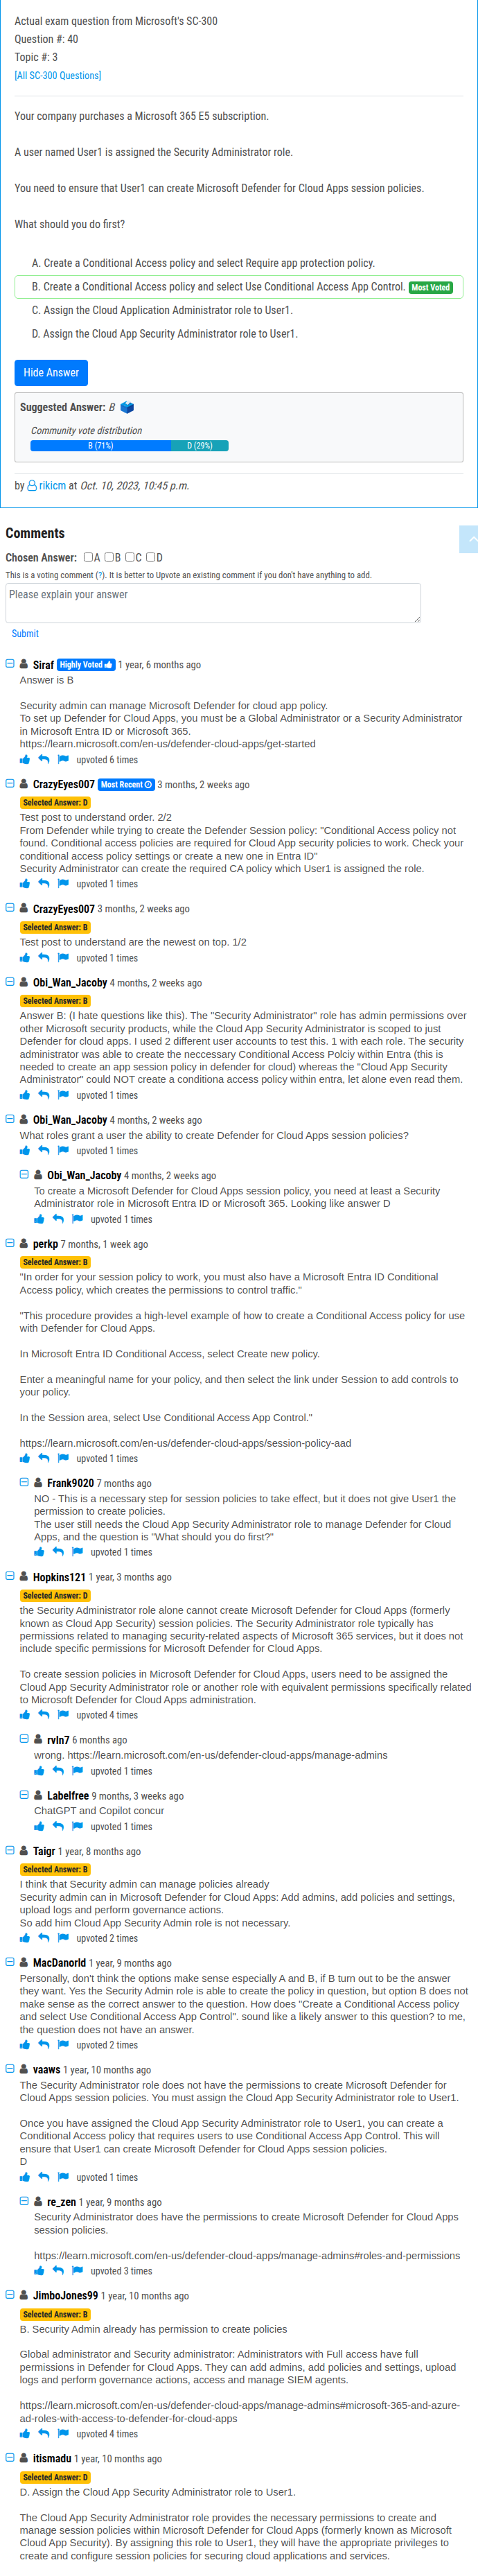 Actual exam question from Microsoft's SC-300
Question #: 40
Topic #: 3
[All SC-300 Questions]
Your company purchases a Microsoft 365 E5 subscription.
A user named User1 is assigned the Security Administrator role.
You need to ensure that User1 can create Microsoft Defender for Cloud Apps session policies.
What should you do first?
A. Create a Conditional Access policy and select Require app protection policy.
B. Create a Conditional Access policy and select Use Conditional Access App Control. Most Voted
C. Assign the Cloud Application Administrator role to User1.
D. Assign the Cloud App Security Administrator role to User1.
Hide Answer
Suggested Answer: B
Community vote distribution
B (71%) D (29%)
by rikicm at Oct. 10, 2023, 10:45 p.m.
Comments
Chosen Answer: A B C D
This is a voting comment (?). It is better to Upvote an existing comment if you don't have anything to add.
Please explain your answer
Submit
Siraf Highly Voted 1 year, 6 months ago
Answer is B
Security admin can manage Microsoft Defender for cloud app policy.
To set up Defender for Cloud Apps, you must be a Global Administrator or a Security Administrator
in Microsoft Entra ID or Microsoft 365.
https://learn.microsoft.com/en-us/defender-cloud-apps/get-started
upvoted 6 times
CrazyEyes007 Most Recent 3 months, 2 weeks ago
Selected Answer: D
Test post to understand order. 2/2
From Defender while trying to create the Defender Session policy: "Conditional Access policy not
found. Conditional access policies are required for Cloud App security policies to work. Check your
conditional access policy settings or create a new one in Entra ID"
Security Administrator can create the required CA policy which User1 is assigned the role.
upvoted 1 times
CrazyEyes007 3 months, 2 weeks ago
Selected Answer: B
Test post to understand are the newest on top. 1/2
upvoted 1 times
Obi_Wan_Jacoby 4 months, 2 weeks ago
Selected Answer: B
Answer B: (I hate questions like this). The "Security Administrator" role has admin permissions over
other Microsoft security products, while the Cloud App Security Administrator is scoped to just
Defender for cloud apps. I used 2 different user accounts to test this. 1 with each role. The security
administrator was able to create the neccessary Conditional Access Polciy within Entra (this is
needed to create an app session policy in defender for cloud) whereas the "Cloud App Security
Administrator" could NOT create a conditiona access policy within entra, let alone even read them.
upvoted 1 times
Obi_Wan_Jacoby 4 months, 2 weeks ago
What roles grant a user the ability to create Defender for Cloud Apps session policies?
upvoted 1 times
Obi_Wan_Jacoby 4 months, 2 weeks ago
To create a Microsoft Defender for Cloud Apps session policy, you need at least a Security
Administrator role in Microsoft Entra ID or Microsoft 365. Looking like answer D
upvoted 1 times
perkp 7 months, 1 week ago
Selected Answer: B
"In order for your session policy to work, you must also have a Microsoft Entra ID Conditional
Access policy, which creates the permissions to control traffic."
"This procedure provides a high-level example of how to create a Conditional Access policy for use
with Defender for Cloud Apps.
In Microsoft Entra ID Conditional Access, select Create new policy.
Enter a meaningful name for your policy, and then select the link under Session to add controls to
your policy.
In the Session area, select Use Conditional Access App Control."
https://learn.microsoft.com/en-us/defender-cloud-apps/session-policy-aad
upvoted 1 times
Frank9020 7 months ago
NO - This is a necessary step for session policies to take effect, but it does not give User1 the
permission to create policies.
The user still needs the Cloud App Security Administrator role to manage Defender for Cloud
Apps, and the question is "What should you do first?"
upvoted 1 times
Hopkins121 1 year, 3 months ago
Selected Answer: D
the Security Administrator role alone cannot create Microsoft Defender for Cloud Apps (formerly
known as Cloud App Security) session policies. The Security Administrator role typically has
permissions related to managing security-related aspects of Microsoft 365 services, but it does not
include specific permissions for Microsoft Defender for Cloud Apps.
To create session policies in Microsoft Defender for Cloud Apps, users need to be assigned the
Cloud App Security Administrator role or another role with equivalent permissions specifically related
to Microsoft Defender for Cloud Apps administration.
upvoted 4 times
rvln7 6 months ago
wrong. https://learn.microsoft.com/en-us/defender-cloud-apps/manage-admins
upvoted 1 times
Labelfree 9 months, 3 weeks ago
ChatGPT and Copilot concur
upvoted 1 times
Taigr 1 year, 8 months ago
Selected Answer: B
I think that Security admin can manage policies already
Security admin can in Microsoft Defender for Cloud Apps: Add admins, add policies and settings,
upload logs and perform governance actions.
So add him Cloud App Security Admin role is not necessary.
upvoted 2 times
MacDanorld 1 year, 9 months ago
Personally, don't think the options make sense especially A and B, if B turn out to be the answer
they want. Yes the Security Admin role is able to create the policy in question, but option B does not
make sense as the correct answer to the question. How does "Create a Conditional Access policy
and select Use Conditional Access App Control". sound like a likely answer to this question? to me,
the question does not have an answer.
upvoted 2 times
vaaws 1 year, 10 months ago
The Security Administrator role does not have the permissions to create Microsoft Defender for
Cloud Apps session policies. You must assign the Cloud App Security Administrator role to User1.
Once you have assigned the Cloud App Security Administrator role to User1, you can create a
Conditional Access policy that requires users to use Conditional Access App Control. This will
ensure that User1 can create Microsoft Defender for Cloud Apps session policies.
D
upvoted 1 times
re_zen 1 year, 9 months ago
Security Administrator does have the permissions to create Microsoft Defender for Cloud Apps
session policies.
https://learn.microsoft.com/en-us/defender-cloud-apps/manage-admins#roles-and-permissions
upvoted 3 times
JimboJones99 1 year, 10 months ago
Selected Answer: B
B. Security Admin already has permission to create policies
Global administrator and Security administrator: Administrators with Full access have full
permissions in Defender for Cloud Apps. They can add admins, add policies and settings, upload
logs and perform governance actions, access and manage SIEM agents.
https://learn.microsoft.com/en-us/defender-cloud-apps/manage-admins#microsoft-365-and-azure-
ad-roles-with-access-to-defender-for-cloud-apps
upvoted 4 times
itismadu 1 year, 10 months ago
Selected Answer: D
D. Assign the Cloud App Security Administrator role to User1.
The Cloud App Security Administrator role provides the necessary permissions to create and
manage session policies within Microsoft Defender for Cloud Apps (formerly known as Microsoft
Cloud App Security). By assigning this role to User1, they will have the appropriate privileges to
create and configure session policies for securing cloud applications and services.